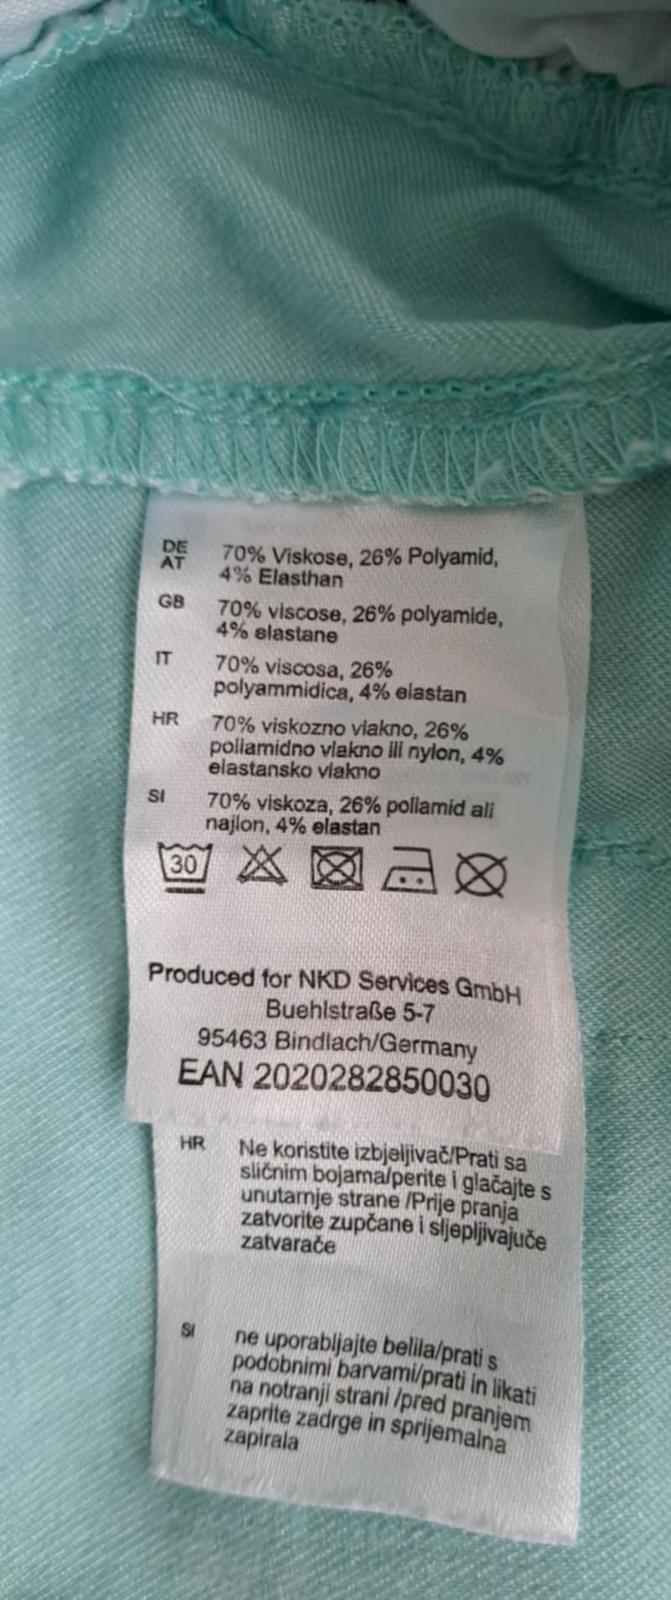 DE AT 70% Viskose, 26% Polyamid,
4% Elasthan
GB 70% viscose, 26% polyamide,
4% elastane
IT 70% viscosa, 26%
polyammidica, 4% elastan
HR 70% viskozno vlakno, 26%
poliamidno vlakno ili nylon, 4%
elastansko vlakno
SI 70% viskoza, 26% poliamid ali
najlon, 4% elastan
30
Produced for NKD Services GmbH
Buehlstraße 5-7
95463 Bindlach/Germany
EAN 2020282850030
HR Ne koristite izbjeljivač/Prati sa
sličnim bojama/perite i glačajte s
unutarnje strane /Prije pranja
zatvorite zupčane i sljepljivajuče
zatvarače
SI ne uporabljajte belila/prati s
podobnimi barvami/prati in likati
na notranji strani /pred pranjem
zaprite zadrge in sprijemalna
zapirala